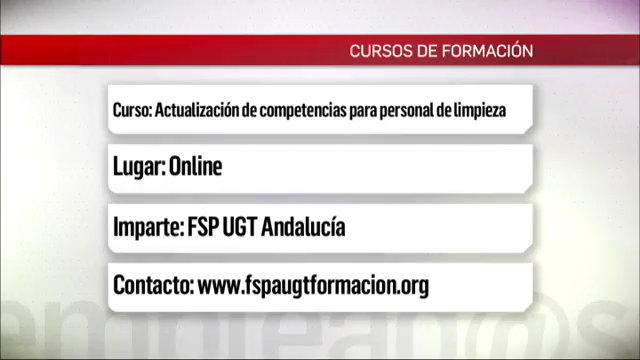 CURSOS DE FORMACIÓN
Curso: Actualización de competencias para personal de limpieza
Lugar: Online
Imparte: FSP UGT Andalucía
Contacto: www.fspaugtformacion.org
emplead@s